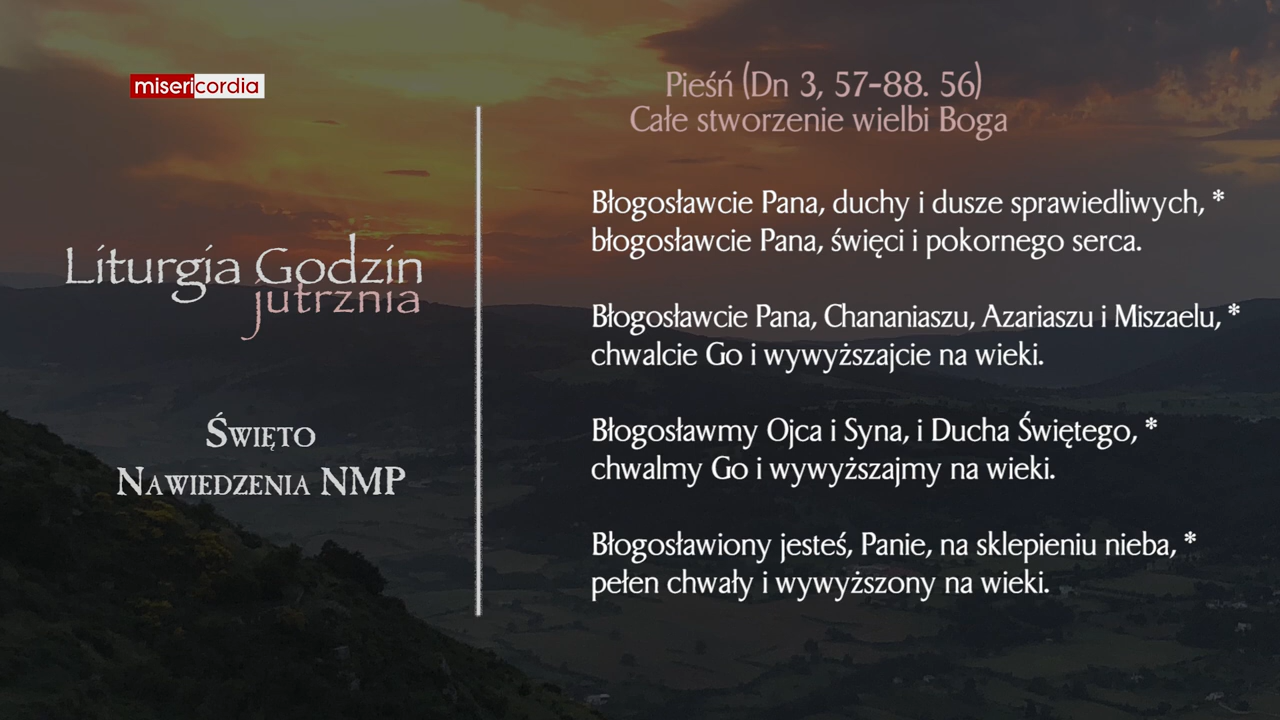 misericordia
Liturgia Godzin
jutrznia
Święto
Nawiedzenia NMP
Pieśń (Dn 3, 57-88. 56)
Całe stworzenie wielbi Boga
Błogosławcie Pana, duchy i dusze sprawiedliwych, *
błogosławcie Pana, święci i pokornego serca.
Błogosławcie Pana, Chananiaszu, Azariaszu i Miszaelu, *
chwalcie Go i wywyższajcie na wieki.
Błogosławmy Ojca i Syna, i Ducha Świętego, *
chwalmy Go i wywyższajmy na wieki.
Błogosławiony jesteś, Panie, na sklepieniu nieba, *
pełen chwały i wywyższony na wieki.